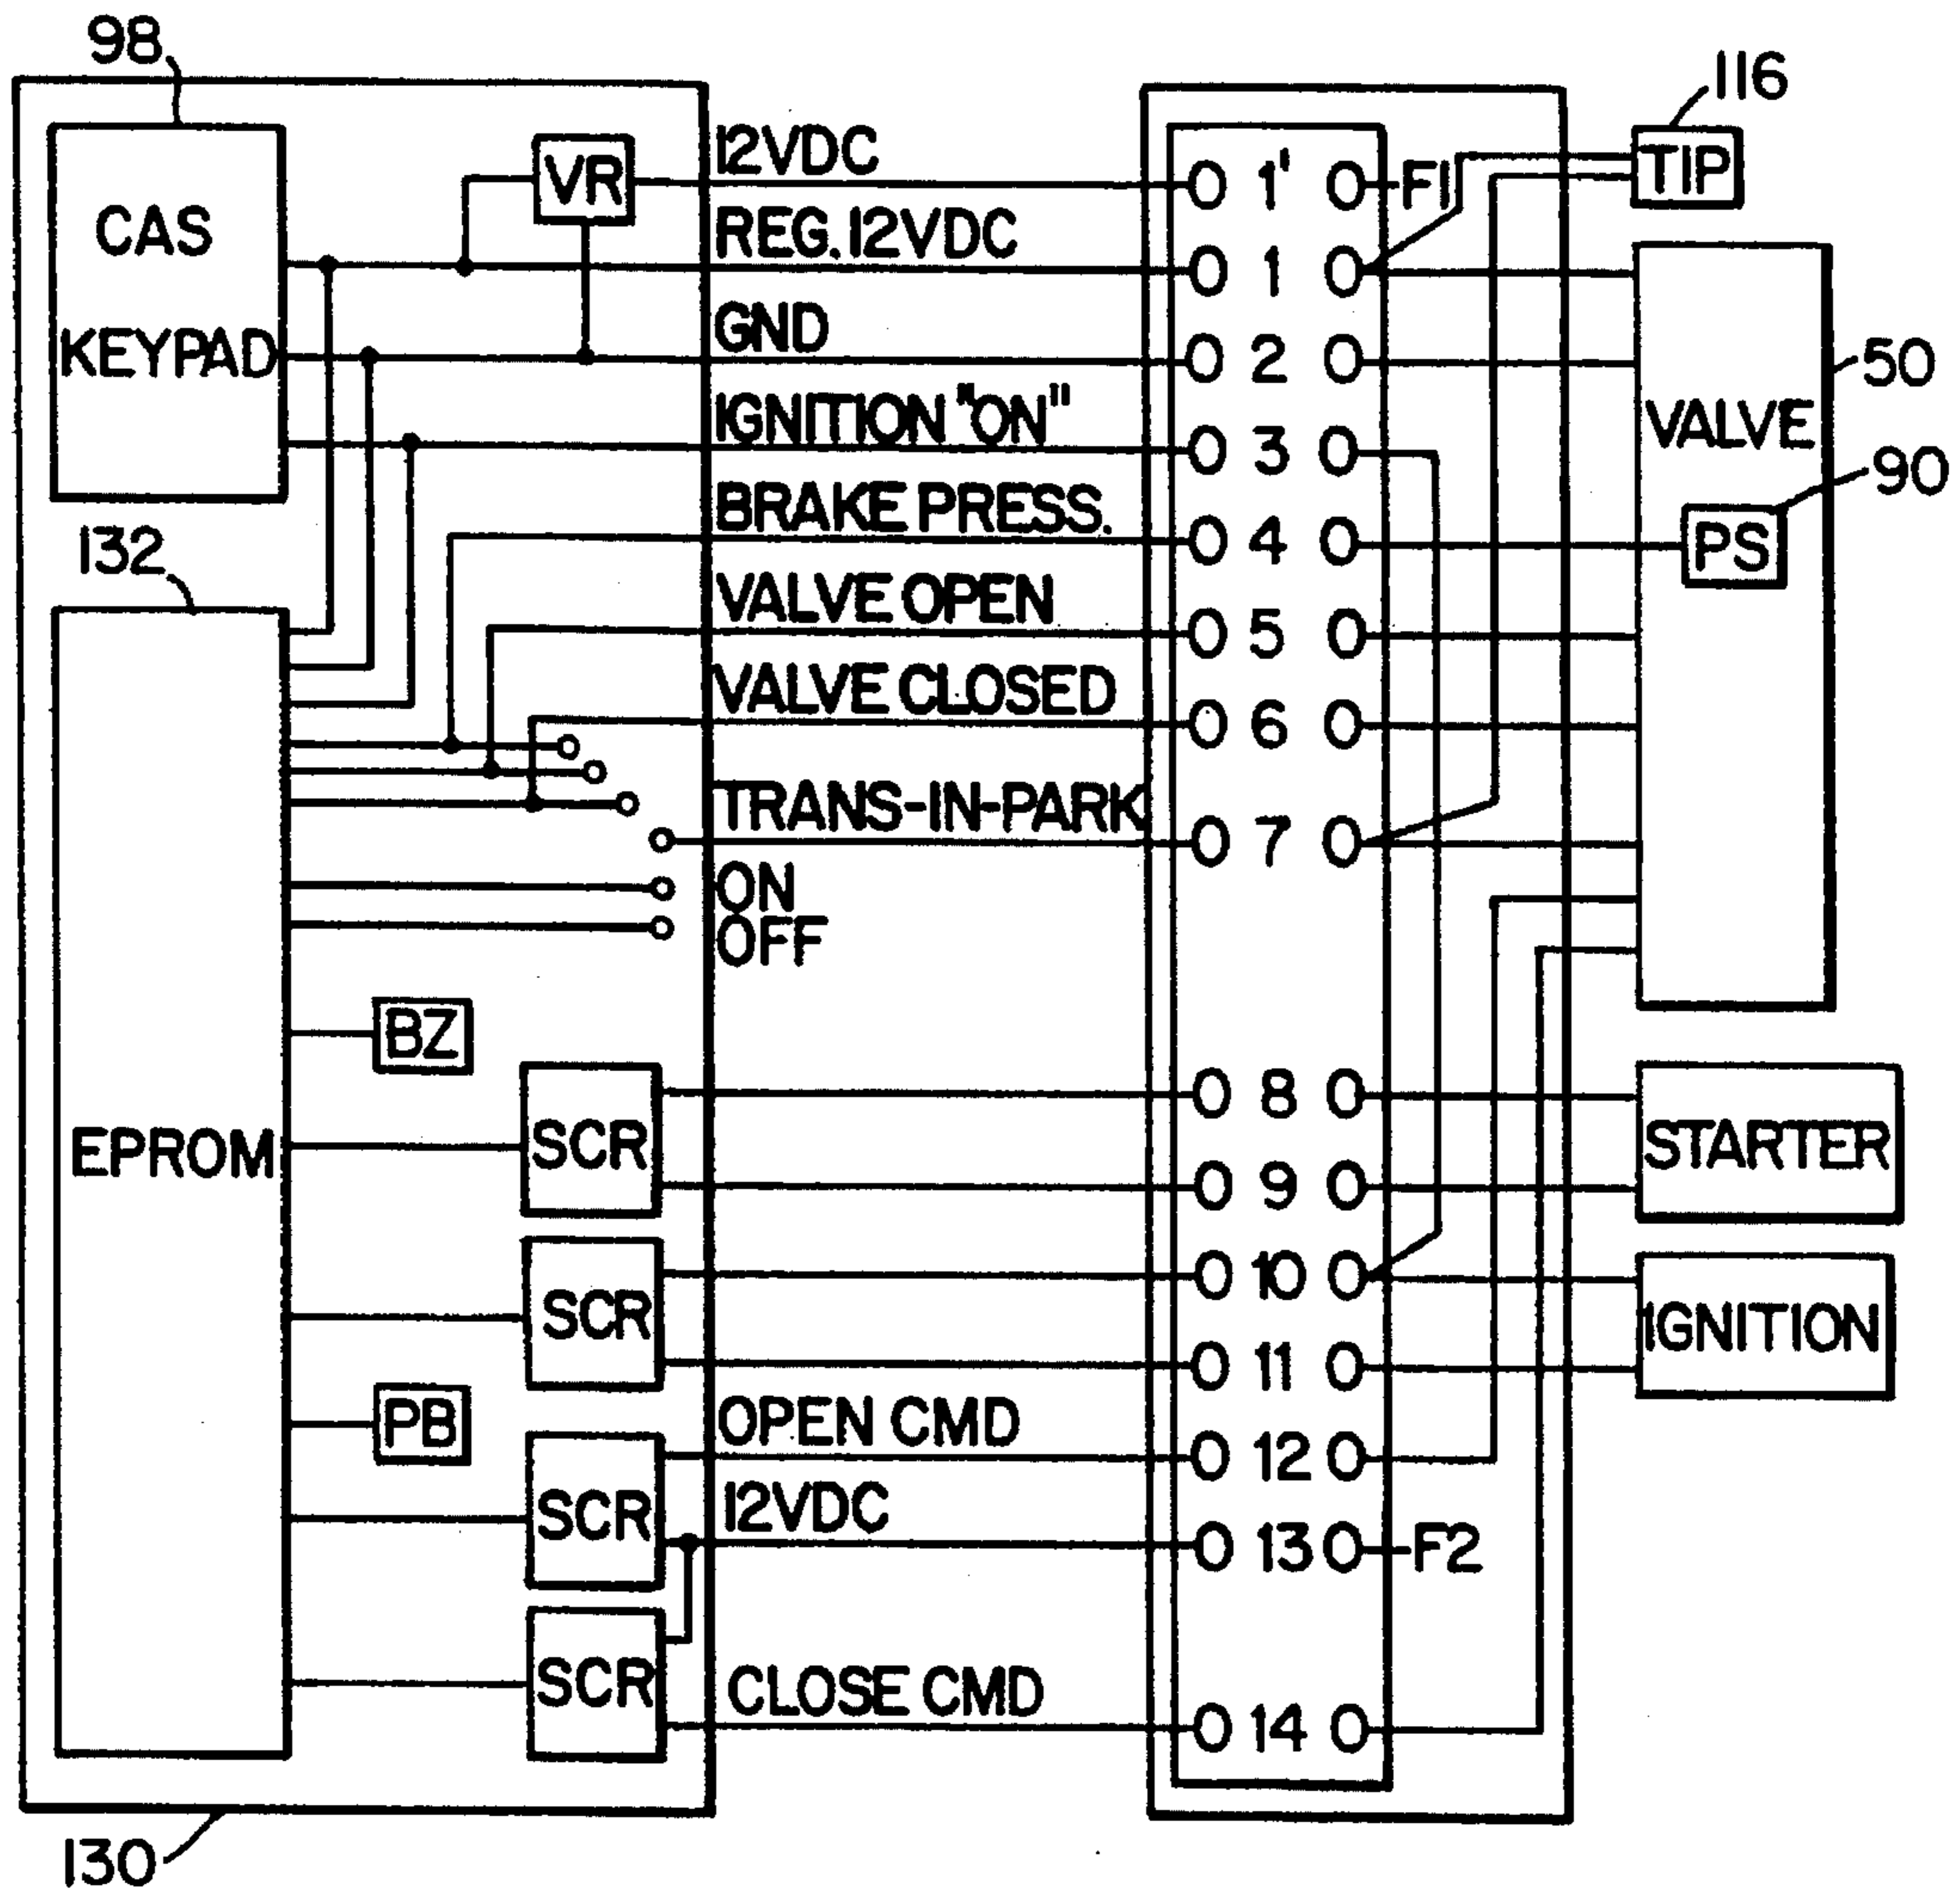 98
116
12VDC
VR
1' F1
TIP
CAS
REG. 12VDC
1
KEYPAD
GND
2
50
IGNITION "ON"
3
VALVE
90
BRAKE PRESS.
4
PS
132
VALVE OPEN
5
VALVE CLOSED
6
TRANS-IN-PARK
7
ON
OFF
BZ
8
EPROM
SCR
STARTER
9
10
SCR
IGNITION
11
PB
OPEN CMD
12
SCR
12VDC
13 F2
SCR
CLOSE CMD
14
130